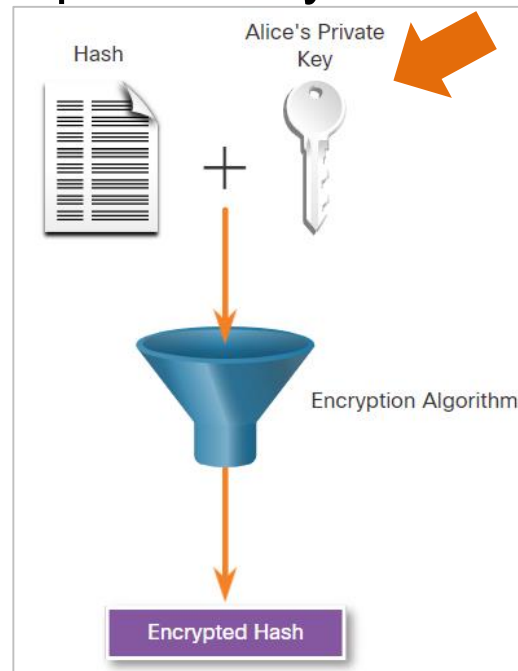 Hash
Alice's Private
Key
Encryption Algorithm
Encrypted Hash